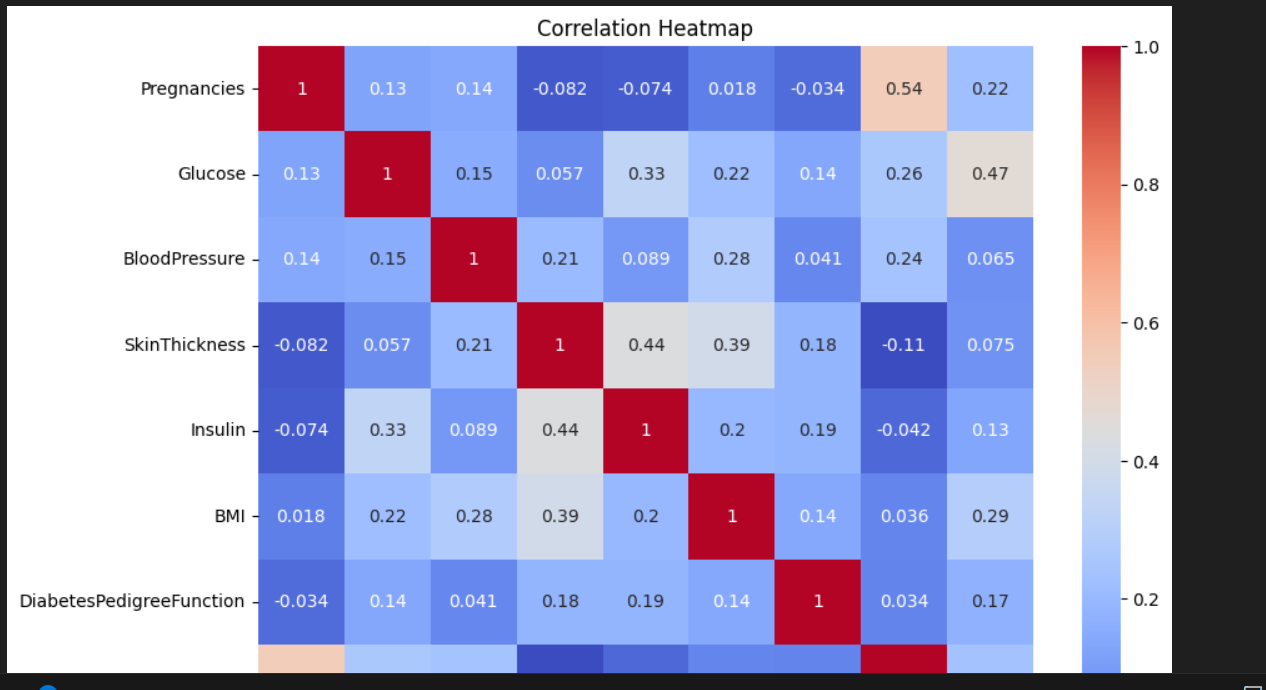 Correlation Heatmap
Pregnancies 1 0.13 0.14 -0.082 -0.074 0.018 -0.034 0.54 0.22 1.0
Glucose 0.13 1 0.15 0.057 0.33 0.22 0.14 0.26 0.47 0.8
BloodPressure 0.14 0.15 1 0.21 0.089 0.28 0.041 0.24 0.065
SkinThickness -0.082 0.057 0.21 1 0.44 0.39 0.18 -0.11 0.075 0.6
Insulin -0.074 0.33 0.089 0.44 1 0.2 0.19 -0.042 0.13 0.4
BMI 0.018 0.22 0.28 0.39 0.2 1 0.14 0.036 0.29
DiabetesPedigreeFunction -0.034 0.14 0.041 0.18 0.19 0.14 1 0.034 0.17 0.2